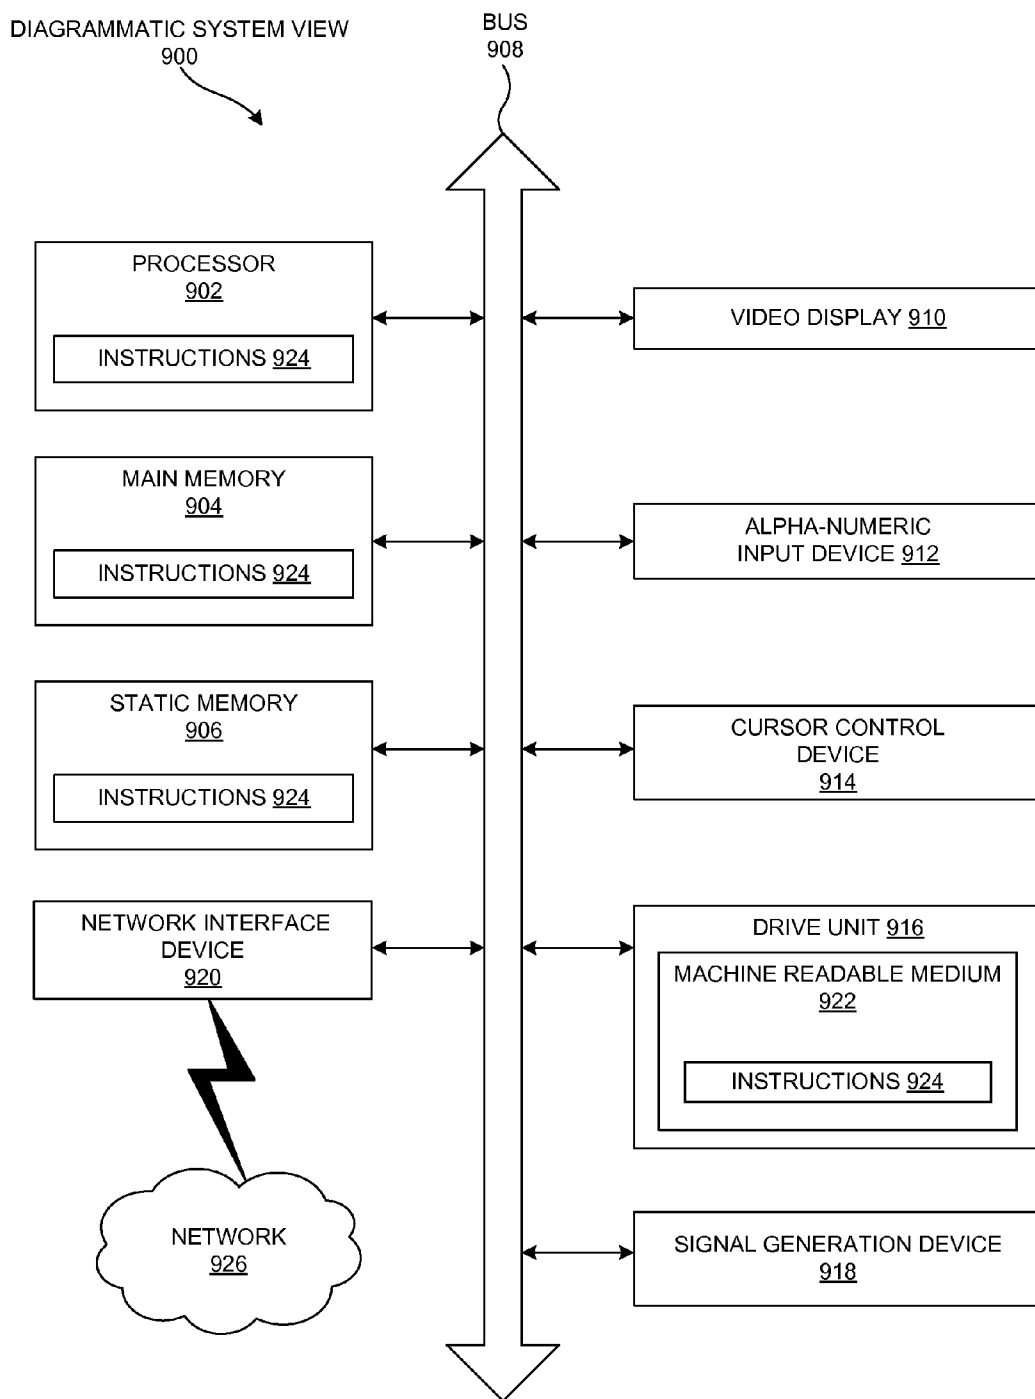 DIAGRAMMATIC SYSTEM VIEW
900
BUS
908
PROCESSOR
902
INSTRUCTIONS 924
MAIN MEMORY
904
INSTRUCTIONS 924
STATIC MEMORY
906
INSTRUCTIONS 924
NETWORK INTERFACE
DEVICE
920
NETWORK
926
VIDEO DISPLAY 910
ALPHA-NUMERIC
INPUT DEVICE 912
CURSOR CONTROL
DEVICE
914
DRIVE UNIT 916
MACHINE READABLE MEDIUM
922
INSTRUCTIONS 924
SIGNAL GENERATION DEVICE
918